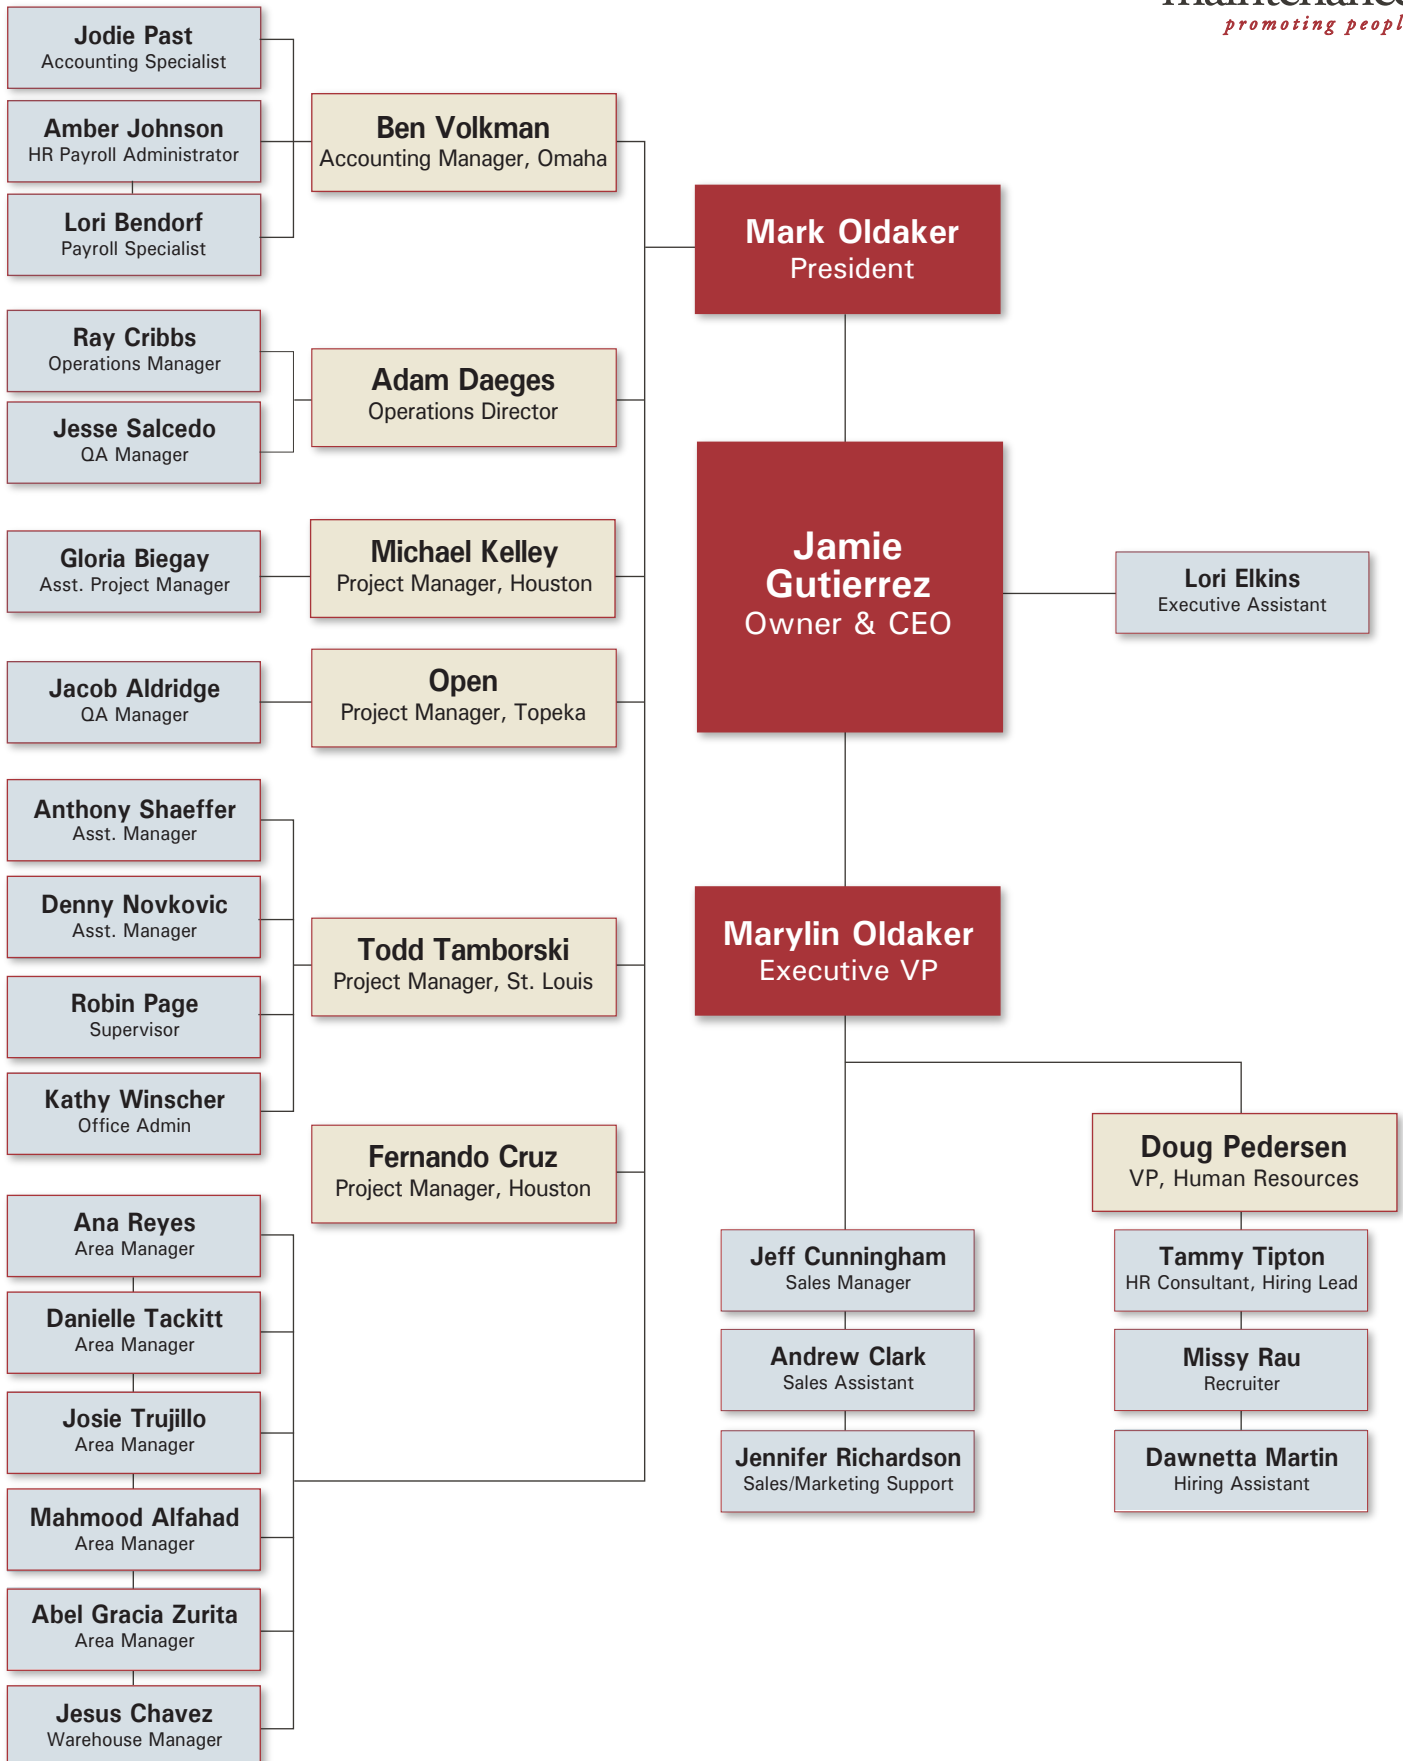 promoting peopl
Jodie Past
Accounting Specialist
Amber Johnson
HR Payroll Administrator
Lori Bendorf
Payroll Specialist
Ben Volkman
Accounting Manager, Omaha
Mark Oldaker
President
Ray Cribbs
Operations Manager
Jesse Salcedo
QA Manager
Adam Daeges
Operations Director
Gloria Biegay
Asst. Project Manager
Michael Kelley
Project Manager, Houston
Jamie
Gutierrez
Owner & CEO
Lori Elkins
Executive Assistant
Jacob Aldridge
QA Manager
Open
Project Manager, Topeka
Anthony Shaeffer
Asst. Manager
Denny Novkovic
Asst. Manager
Robin Page
Supervisor
Kathy Winscher
Office Admin
Todd Tamborski
Project Manager, St. Louis
Marylin Oldaker
Executive VP
Fernando Cruz
Project Manager, Houston
Doug Pedersen
VP, Human Resources
Ana Reyes
Area Manager
Danielle Tackitt
Area Manager
Josie Trujillo
Area Manager
Mahmood Alfahad
Area Manager
Abel Gracia Zurita
Area Manager
Jesus Chavez
Warehouse Manager
Jeff Cunningham
Sales Manager
Andrew Clark
Sales Assistant
Jennifer Richardson
Sales/Marketing Support
Tammy Tipton
HR Consultant, Hiring Lead
Missy Rau
Recruiter
Dawnetta Martin
Hiring Assistant